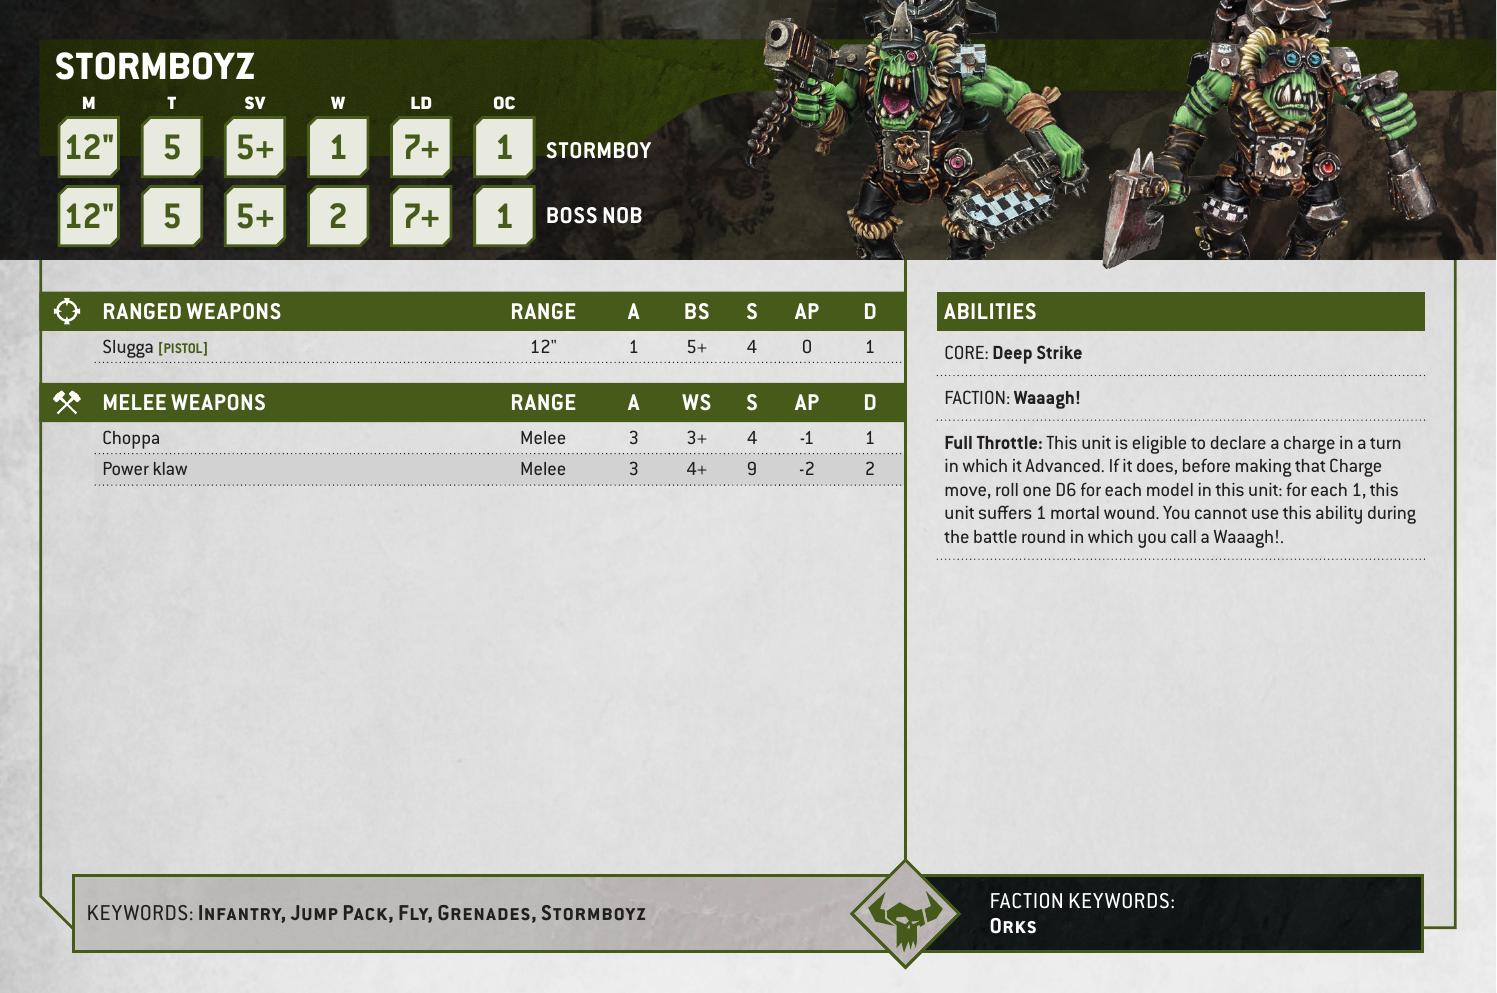 STORMBOYZ
M T SV W LD OC
12" 5 5+ 1 7+ 1 STORMBOY
12" 5 5+ 2 7+ 1 BOSS NOB
RANGED WEAPONS RANGE A BS S AP D
Slugga [PISTOL] 12" 1 5+ 4 0 1
MELEE WEAPONS RANGE A WS S AP D
Choppa Melee 3 3+ 4 -1 1
Power klaw Melee 3 4+ 9 -2 2
ABILITIES
CORE: Deep Strike
FACTION: Waaagh!
Full Throttle: This unit is eligible to declare a charge in a turn
in which it Advanced. If it does, before making that Charge
move, roll one D6 for each model in this unit: for each 1, this
unit suffers 1 mortal wound. You cannot use this ability during
the battle round in which you call a Waaagh!.
KEYWORDS: INFANTRY, JUMP PACK, FLY, GRENADES, STORMBOYZ
FACTION KEYWORDS:
ORKS